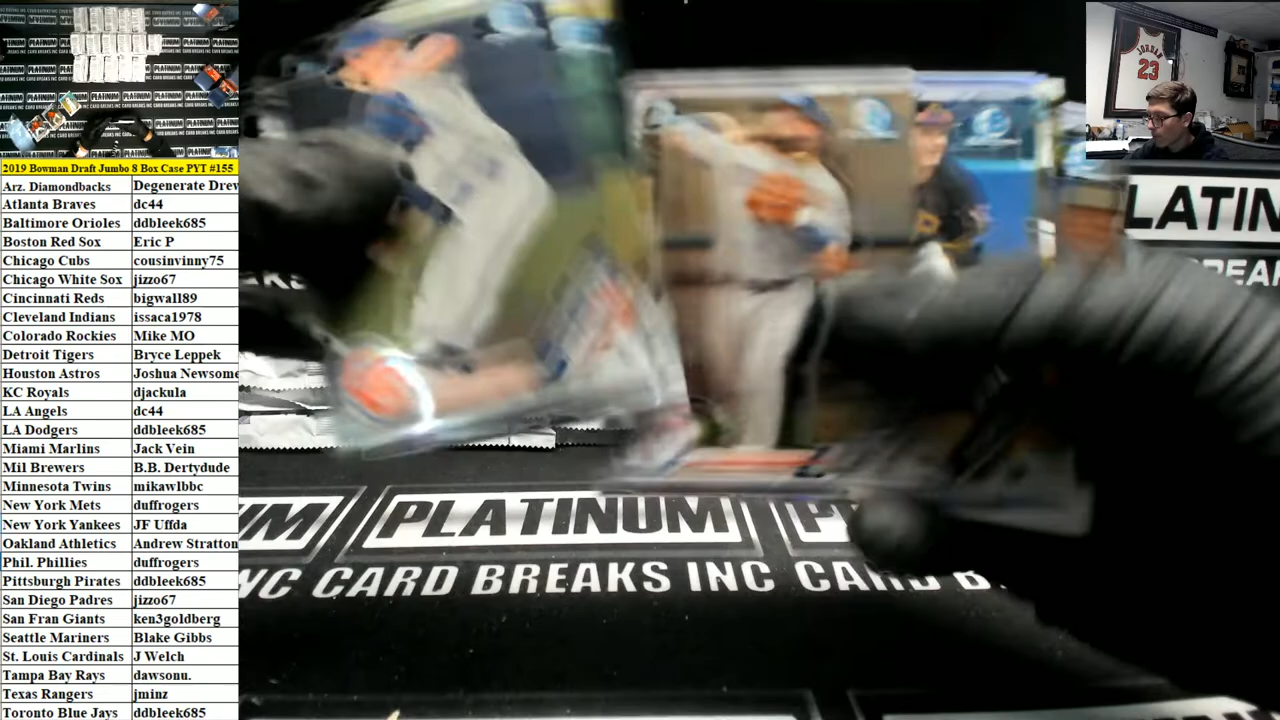 2019 Bowman Draft Jumbo 8 Box Case PYT #155
Arz. Diamondbacks Degenerate Drew
Atlanta Braves dc44
Baltimore Orioles ddbleek685
Boston Red Sox Eric P
Chicago Cubs cousinvinny75
Chicago White Sox jizzo67
Cincinnati Reds bigwall89
Cleveland Indians issaca1978
Colorado Rockies Mike MO
Detroit Tigers Bryce Leppek
Houston Astros Joshua Newsome
KC Royals djackula
LA Angels dc44
LA Dodgers ddbleek685
Miami Marlins Jack Vein
Mil Brewers B.B. Dertydude
Minnesota Twins mikawlbbc
New York Mets duffrogers
New York Yankees JF Uffda
Oakland Athletics Andrew Stratton
Phil. Phillies duffrogers
Pittsburgh Pirates ddbleek685
San Diego Padres jizzo67
San Fran Giants ken3goldberg
Seattle Mariners Blake Gibbs
St. Louis Cardinals J Welch
Tampa Bay Rays dawsonu.
Texas Rangers jminz
Toronto Blue Jays ddbleek685
JORDAN
23
LATIN
REAK
UM PLATINUM P
NC CARD BREAKS INC CARD B